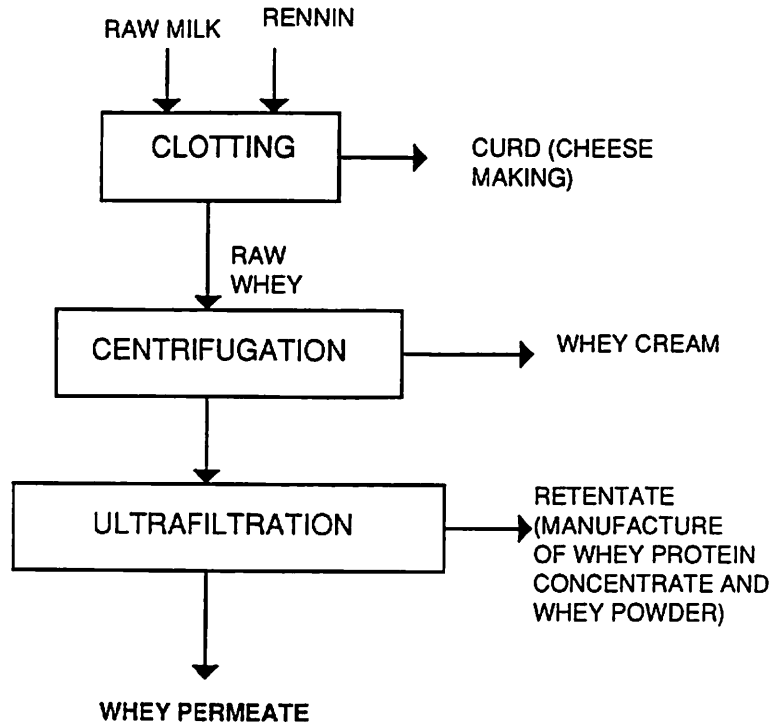 RAW MILK
RENNIN
CLOTTING
CURD (CHEESE
MAKING)
RAW
WHEY
CENTRIFUGATION
WHEY CREAM
ULTRAFILTRATION
RETENTATE
(MANUFACTURE
OF WHEY PROTEIN
CONCENTRATE AND
WHEY POWDER)
WHEY PERMEATE